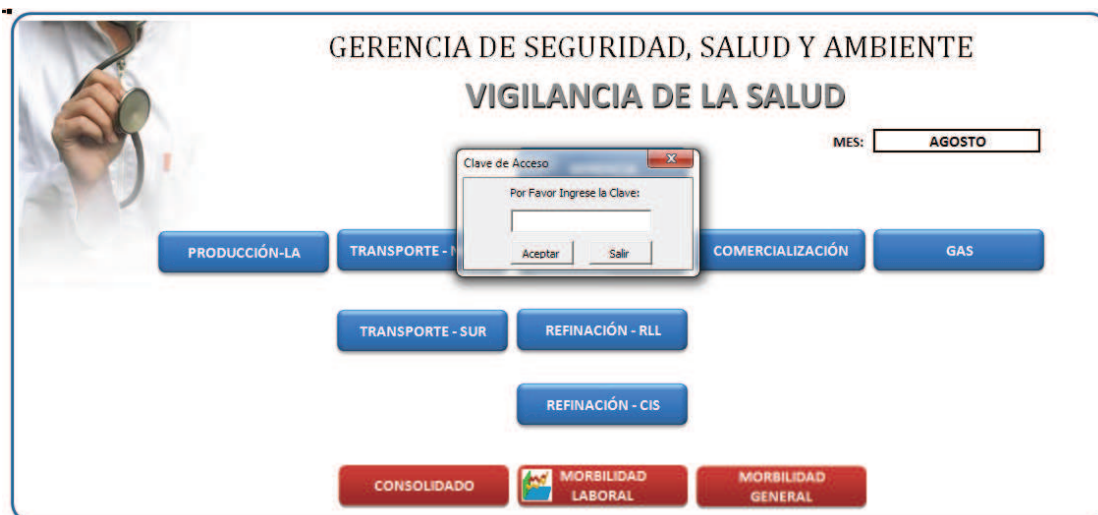 GERENCIA DE SEGURIDAD, SALUD Y AMBIENTE
VIGILANCIA DE LA SALUD
MES: AGOSTO
Clave de Acceso
X
Por Favor Ingrese la Clave:
Aceptar Salir
PRODUCCIÓN-LA
TRANSPORTE -
COMERCIALIZACIÓN
GAS
TRANSPORTE - SUR
REFINACIÓN - RLL
REFINACIÓN - CIS
CONSOLIDADO
MORBILIDAD
LABORAL
MORBILIDAD
GENERAL